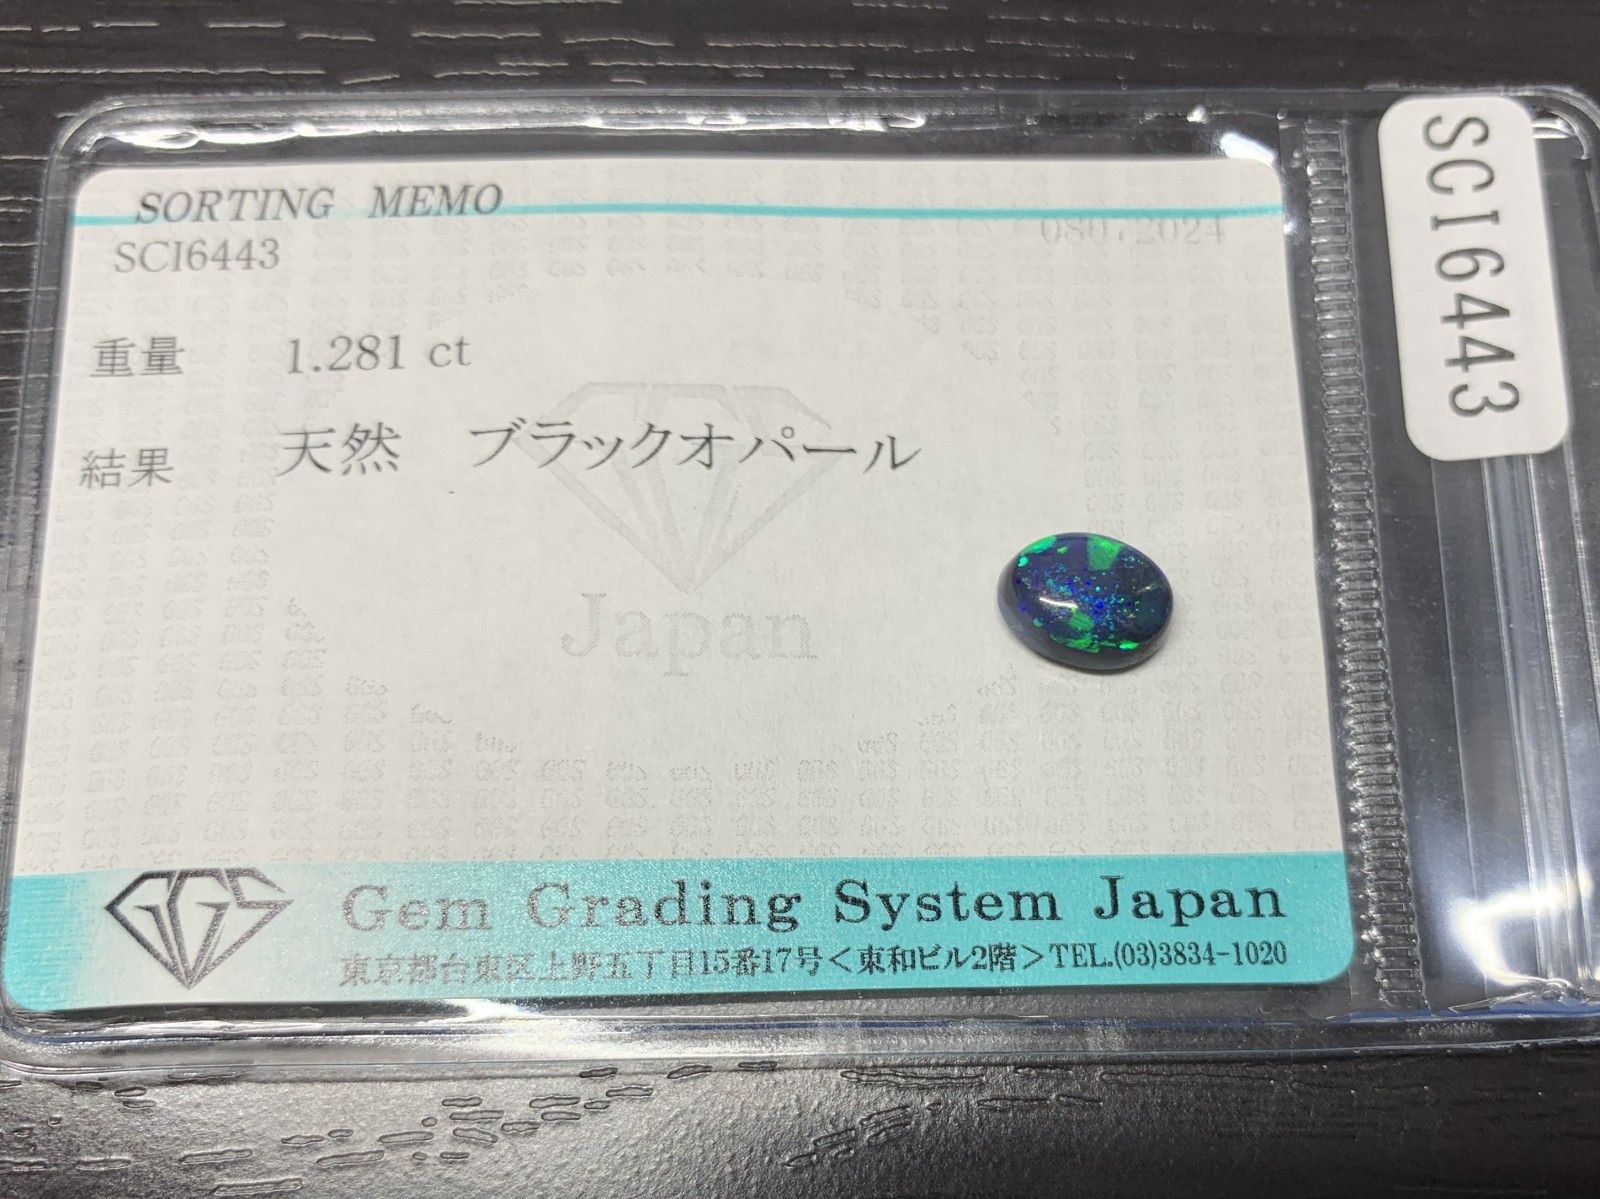 SORTING MEMO
SCI6443
重量 1.281 ct
結果 天然 ブラックオパール
Japan
GGS
Gem Grading System Japan
東京都台東区上野五丁目15番17号<東和ビル2階>TEL.(03)3834-1020
SCI6443